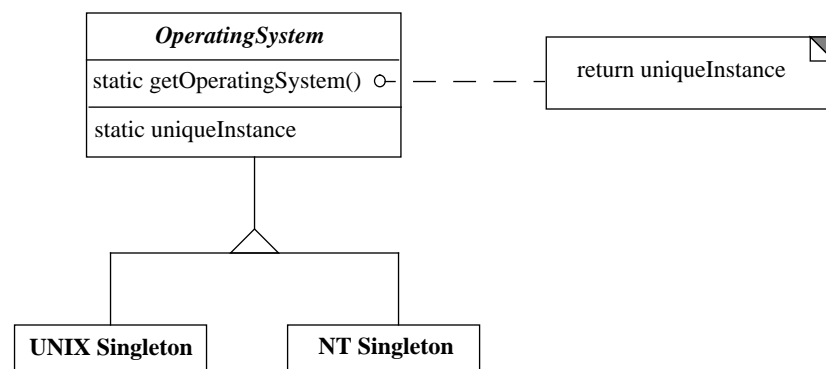 OperatingSystem
static getOperatingSystem()
return uniqueInstance
static uniqueInstance
UNIX Singleton
NT Singleton